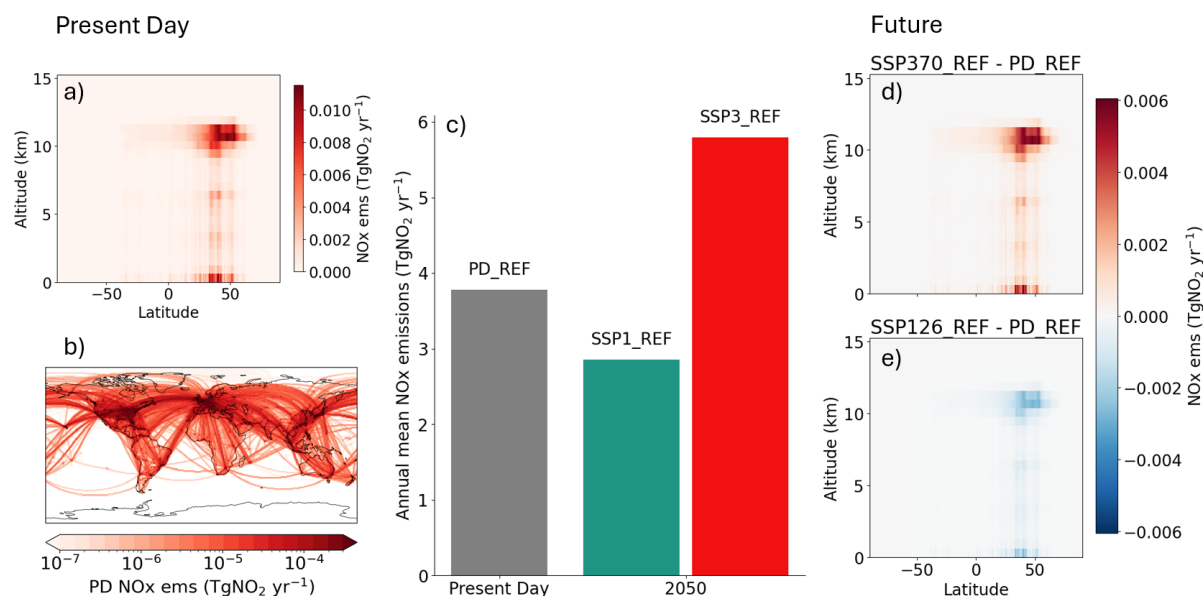 Present Day
a)
15
10
5
0
Altitude (km)
−50
0
50
Latitude
0.010
0.008
0.006
0.004
0.002
0.000
NOx ems (TgNO₂ yr⁻¹)
b)
10⁻⁷
10⁻⁶
10⁻⁵
10⁻⁴
PD NOx ems (TgNO₂ yr⁻¹)
c)
6
5
4
3
2
1
0
Annual mean NOx emissions (TgNO₂ yr⁻¹)
PD_REF
SSP1_REF
SSP3_REF
Present Day
2050
Future
SSP370_REF - PD_REF
d)
15
10
5
0
Altitude (km)
−50
0
50
SSP126_REF - PD_REF
e)
15
10
5
0
Altitude (km)
−50
0
50
Latitude
0.006
0.004
0.002
0.000
−0.002
−0.004
−0.006
NOx ems (TgNO₂ yr⁻¹)